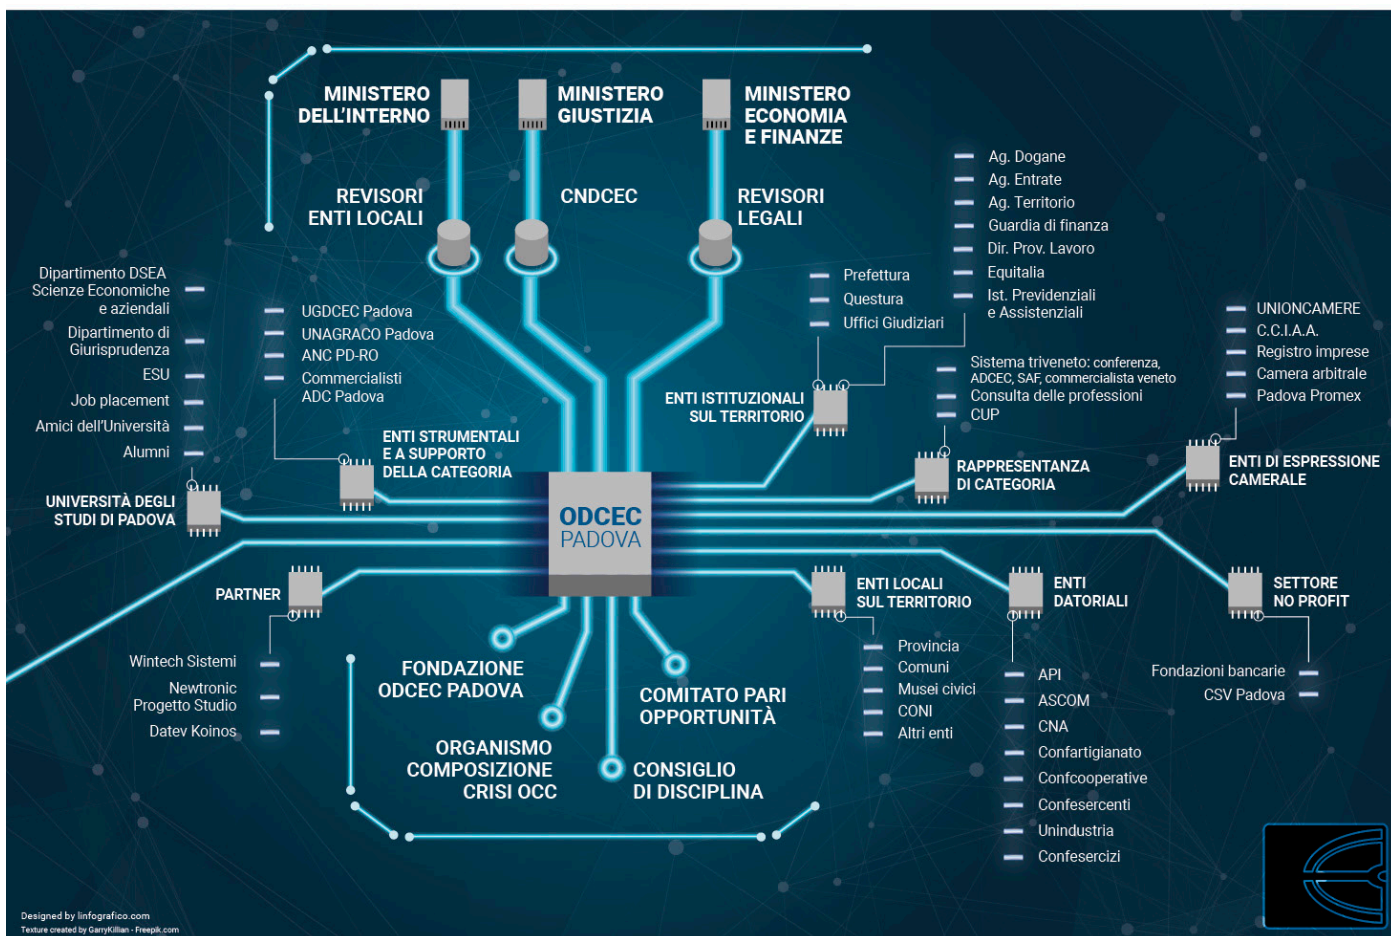 MINISTERO
DELL'INTERNO
MINISTERO
GIUSTIZIA
MINISTERO
ECONOMIA
E FINANZE
REVISORI
ENTI LOCALI
CNDCEC
REVISORI
LEGALI
Ag. Dogane
Ag. Entrate
Ag. Territorio
Guardia di finanza
Dir. Prov. Lavoro
Equitalia
Ist. Previdenziali
e Assistenziali
Prefettura
Questura
Uffici Giudiziari
ENTI ISTITUZIONALI
SUL TERRITORIO
Dipartimento DSEA
Scienze Economiche
e aziendali
Dipartimento di
Giurisprudenza
ESU
Job placement
Amici dell'Università
Alumni
UNIVERSITÀ DEGLI
STUDI DI PADOVA
UGDCEC Padova
UNAGRACO Padova
ANC PD-RO
Commercialisti
ADC Padova
ENTI STRUMENTALI
E A SUPPORTO
DELLA CATEGORIA
Sistema triveneto: conferenza,
ADCEC, SAF, commercialista veneto
Consulta delle professioni
CUP
RAPPRESENTANZA
DI CATEGORIA
UNIONCAMERE
C.C.I.A.A.
Registro imprese
Camera arbitrale
Padova Promex
ENTI DI ESPRESSIONE
CAMERALE
ODCEC
PADOVA
PARTNER
Wintech Sistemi
Newtronic
Progetto Studio
Datev Koinos
FONDAZIONE
ODCEC PADOVA
ORGANISMO
COMPOSIZIONE
CRISI OCC
CONSIGLIO
DI DISCIPLINA
COMITATO PARI
OPPORTUNITÀ
ENTI LOCALI
SUL TERRITORIO
Provincia
Comuni
Musei civici
CONI
Altri enti
ENTI
DATORIALI
API
ASCOM
CNA
Confartigianato
Confcooperative
Confesercenti
Unindustria
Confesercizi
SETTORE
NO PROFIT
Fondazioni bancarie
CSV Padova
Designed by linfografico.com
Texture created by GarryKillian - Freepik.com